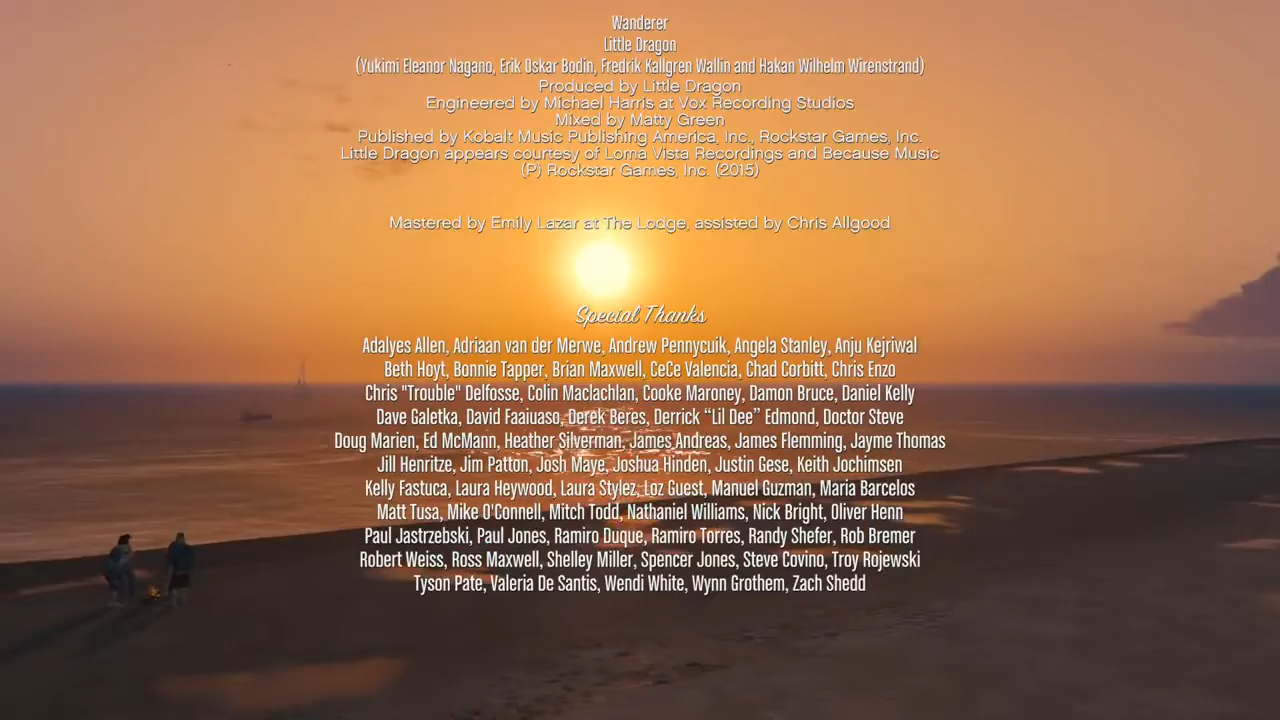 Wanderer
Little Dragon
(Yukimi Eleanor Nagano, Erik Oskar Bodin, Fredrik Kallgren Wallin and Hakan Wilhelm Wirenstrand)
Produced by Little Dragon
Engineered by Michael Harris at Vox Recording Studios
Mixed by Matty Green
Published by Kobalt Music Publishing America, Inc., Rockstar Games, Inc.
Little Dragon appears courtesy of Loma Vista Recordings and Because Music
(P) Rockstar Games, Inc. (2015)
Mastered by Emily Lazar at The Lodge, assisted by Chris Allgood
Special Thanks
Adalyes Allen, Adriaan van der Merwe, Andrew Pennycuik, Angela Stanley, Anju Kejriwal
Beth Hoyt, Bonnie Tapper, Brian Maxwell, CeCe Valencia, Chad Corbitt, Chris Enzo
Chris "Trouble" Delfosse, Colin Maclachlan, Cooke Maroney, Damon Bruce, Daniel Kelly
Dave Galetka, David Faaiuaso, Derek Beres, Derrick “Lil Dee” Edmond, Doctor Steve
Doug Marien, Ed McMann, Heather Silverman, James Andreas, James Flemming, Jayme Thomas
Jill Henritze, Jim Patton, Josh Maye, Joshua Hinden, Justin Gese, Keith Jochimsen
Kelly Fastuca, Laura Heywood, Laura Stylez, Loz Guest, Manuel Guzman, Maria Barcelos
Matt Tusa, Mike O'Connell, Mitch Todd, Nathaniel Williams, Nick Bright, Oliver Henn
Paul Jastrzebski, Paul Jones, Ramiro Duque, Ramiro Torres, Randy Shefer, Rob Bremer
Robert Weiss, Ross Maxwell, Shelley Miller, Spencer Jones, Steve Covino, Troy Rojewski
Tyson Pate, Valeria De Santis, Wendi White, Wynn Grothem, Zach Shedd